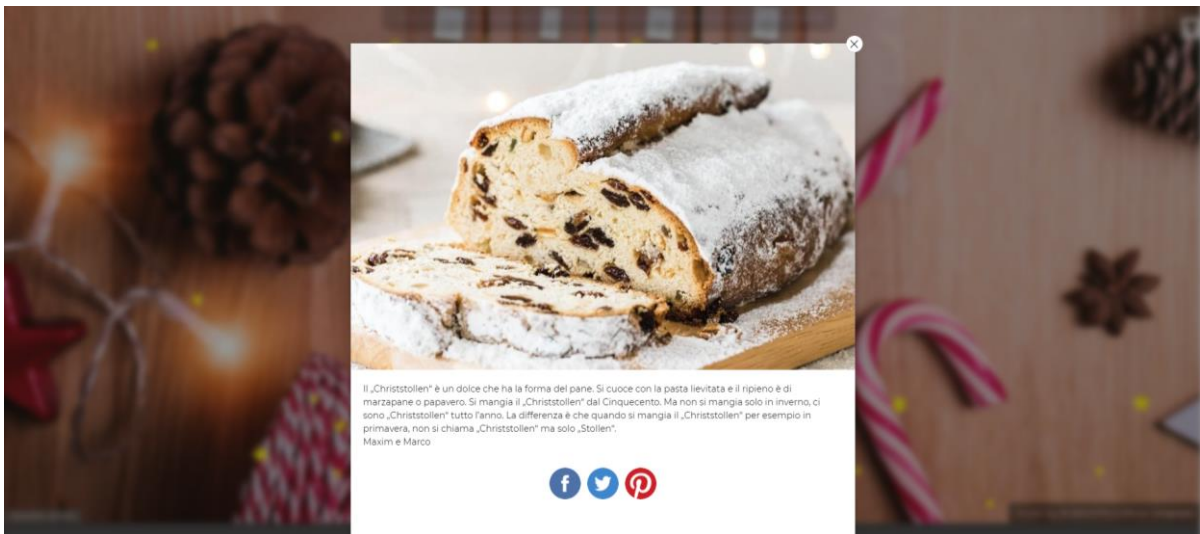 Il „Christstollen" è un dolce che ha la forma del pane. Si cuoce con la pasta lievitata e il ripieno è di
marzapane o papavero. Si mangia il „Christollen" dal Cinquecento. Ma non si mangia solo in inverno, ci
sono „Christstollen" tutto l'anno. La differenza è che quando si mangia il „Christstollen" per esempio in
primavera, non si chiama „Christstollen" ma solo „Stollen".
Maxim e Marco